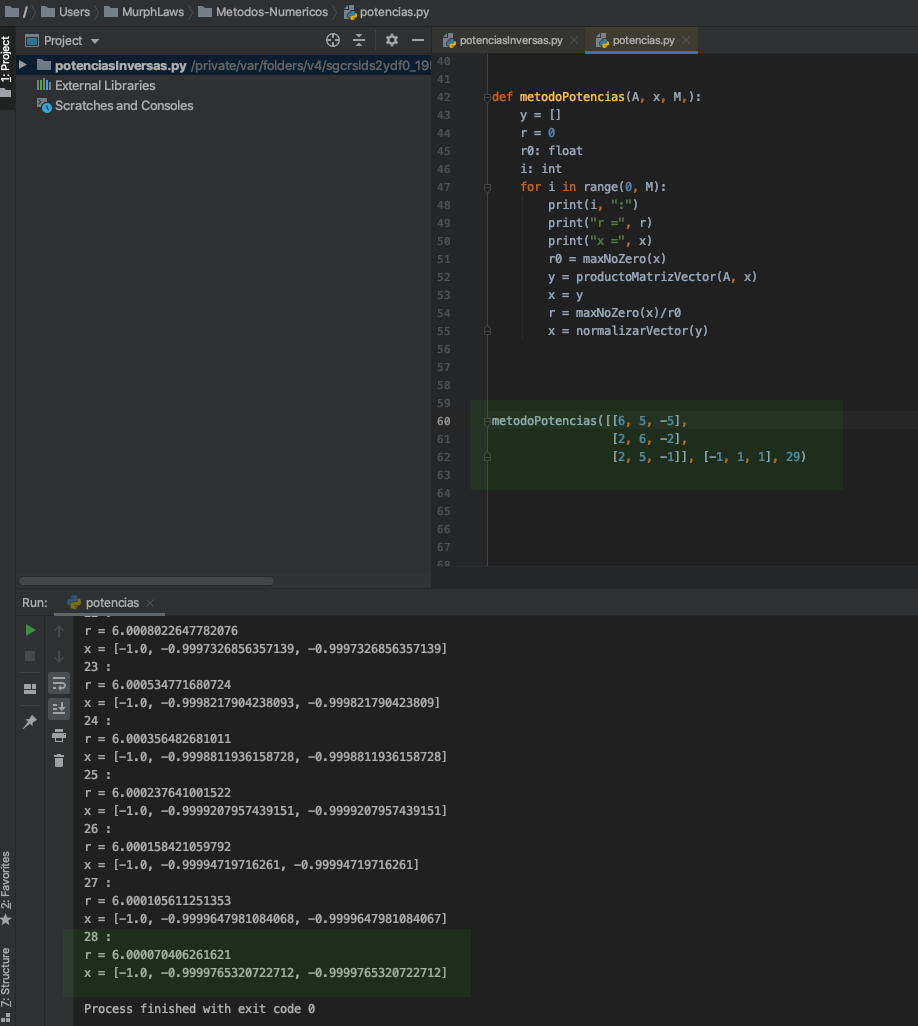 / Users MurphLaws Metodos-Numericos potencias.py
1: Project
Project
potenciasInversas.py
potencias.py
potenciasInversas.py /private/var/folders/v4/sgcrslds2ydf0_19
External Libraries
Scratches and Consoles
40
41
42 def metodoPotencias(A, x, M,):
43 y = []
44 r = 0
45 r0: float
46 i: int
47 for i in range(0, M):
48 print(i, ":")
49 print("r =", r)
50 print("x =", x)
51 r0 = maxNoZero(x)
52 y = productoMatrizVector(A, x)
53 x = y
54 r = maxNoZero(x)/r0
55 x = normalizarVector(y)
56
57
58
59
60 metodoPotencias([[6, 5, -5],
61 [2, 6, -2],
62 [2, 5, -1]], [-1, 1, 1], 29)
63
64
65
66
67
68
Run: potencias
22 :
r = 6.0008022647782076
x = [-1.0, -0.9997326856357139, -0.9997326856357139]
23 :
r = 6.000534771680724
x = [-1.0, -0.9998217904238093, -0.999821790423809]
24 :
r = 6.000356482681011
x = [-1.0, -0.9998811936158728, -0.9998811936158728]
25 :
r = 6.000237641001522
x = [-1.0, -0.9999207957439151, -0.9999207957439151]
26 :
r = 6.000158421059792
x = [-1.0, -0.99994719716261, -0.99994719716261]
27 :
r = 6.000105611251353
x = [-1.0, -0.9999647981084068, -0.9999647981084067]
28 :
r = 6.000070406261621
x = [-1.0, -0.9999765320722712, -0.9999765320722712]
Process finished with exit code 0
2: Favorites
7: Structure